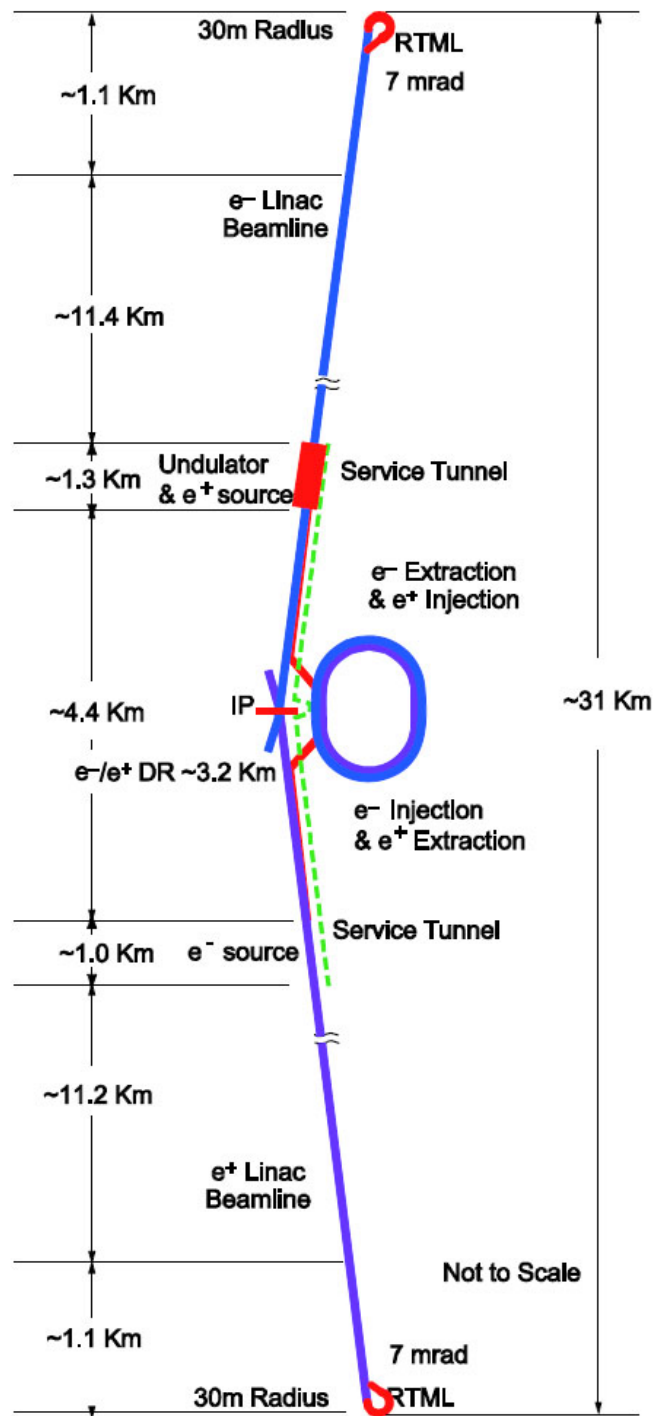 30m Radius
RTML
7 mrad
~1.1 Km
e– Linac
Beamline
~11.4 Km
Undulator
& e+ source
~1.3 Km
Service Tunnel
e– Extraction
& e+ Injection
IP
~4.4 Km
~31 Km
e–/e+ DR ~3.2 Km
e– Injection
& e+ Extraction
Service Tunnel
~1.0 Km
e- source
~11.2 Km
e+ Linac
Beamline
Not to Scale
~1.1 Km
7 mrad
30m Radius
RTML